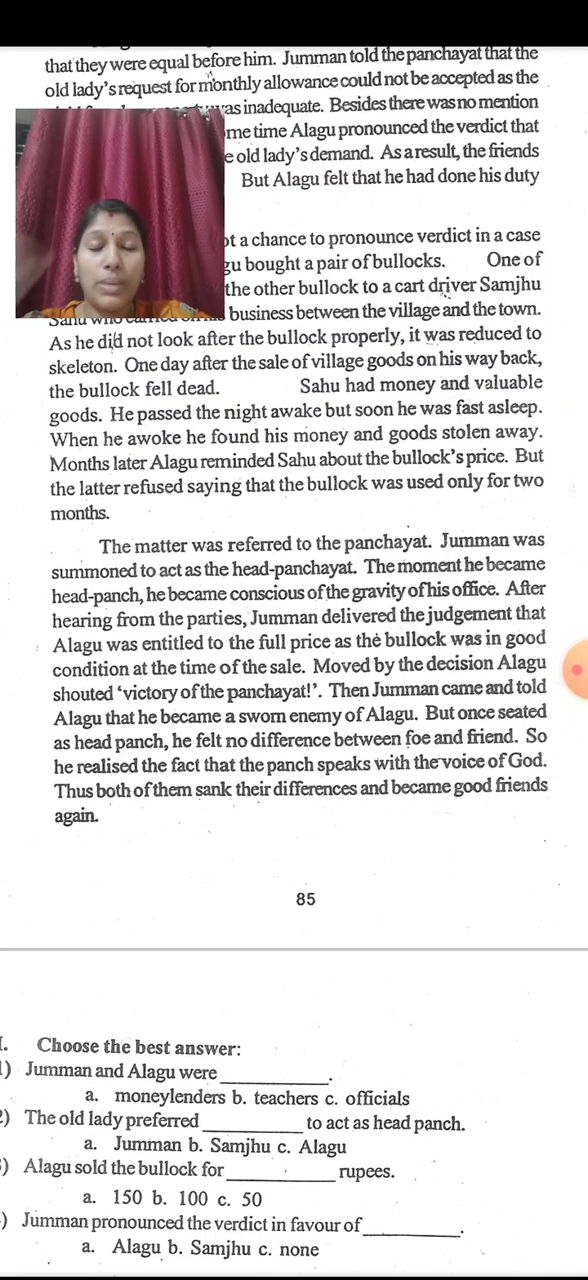 that they were equal before him. Jumman told the panchayat that the
old lady's request for monthly allowance could not be accepted as the
was inadequate. Besides there was no mention
me time Alagu pronounced the verdict that
e old lady's demand. As a result, the friends
But Alagu felt that he had done his duty
ot a chance to pronounce verdict in a case
gu bought a pair of bullocks. One of
the other bullock to a cart driver Samjhu
Sahu who carried on his business between the village and the town.
As he did not look after the bullock properly, it was reduced to
skeleton. One day after the sale of village goods on his way back,
the bullock fell dead. Sahu had money and valuable
goods. He passed the night awake but soon he was fast asleep.
When he awoke he found his money and goods stolen away.
Months later Alagu reminded Sahu about the bullock's price. But
the latter refused saying that the bullock was used only for two
months.
The matter was referred to the panchayat. Jumman was
summoned to act as the head-panchayat. The moment he became
head-panch, he became conscious of the gravity of his office. After
hearing from the parties, Jumman delivered the judgement that
Alagu was entitled to the full price as the bullock was in good
condition at the time of the sale. Moved by the decision Alagu
shouted ‘victory of the panchayat!’. Then Jumman came and told
Alagu that he became a sworn enemy of Alagu. But once seated
as head panch, he felt no difference between foe and friend. So
he realised the fact that the panch speaks with the voice of God.
Thus both of them sank their differences and became good friends
again.
85
I. Choose the best answer:
1) Jumman and Alagu were ____________.
a. moneylenders b. teachers c. officials
2) The old lady preferred ___________ to act as head panch.
a. Jumman b. Samjhu c. Alagu
) Alagu sold the bullock for ____________ rupees.
a. 150 b. 100 c. 50
) Jumman pronounced the verdict in favour of ___________.
a. Alagu b. Samjhu c. none